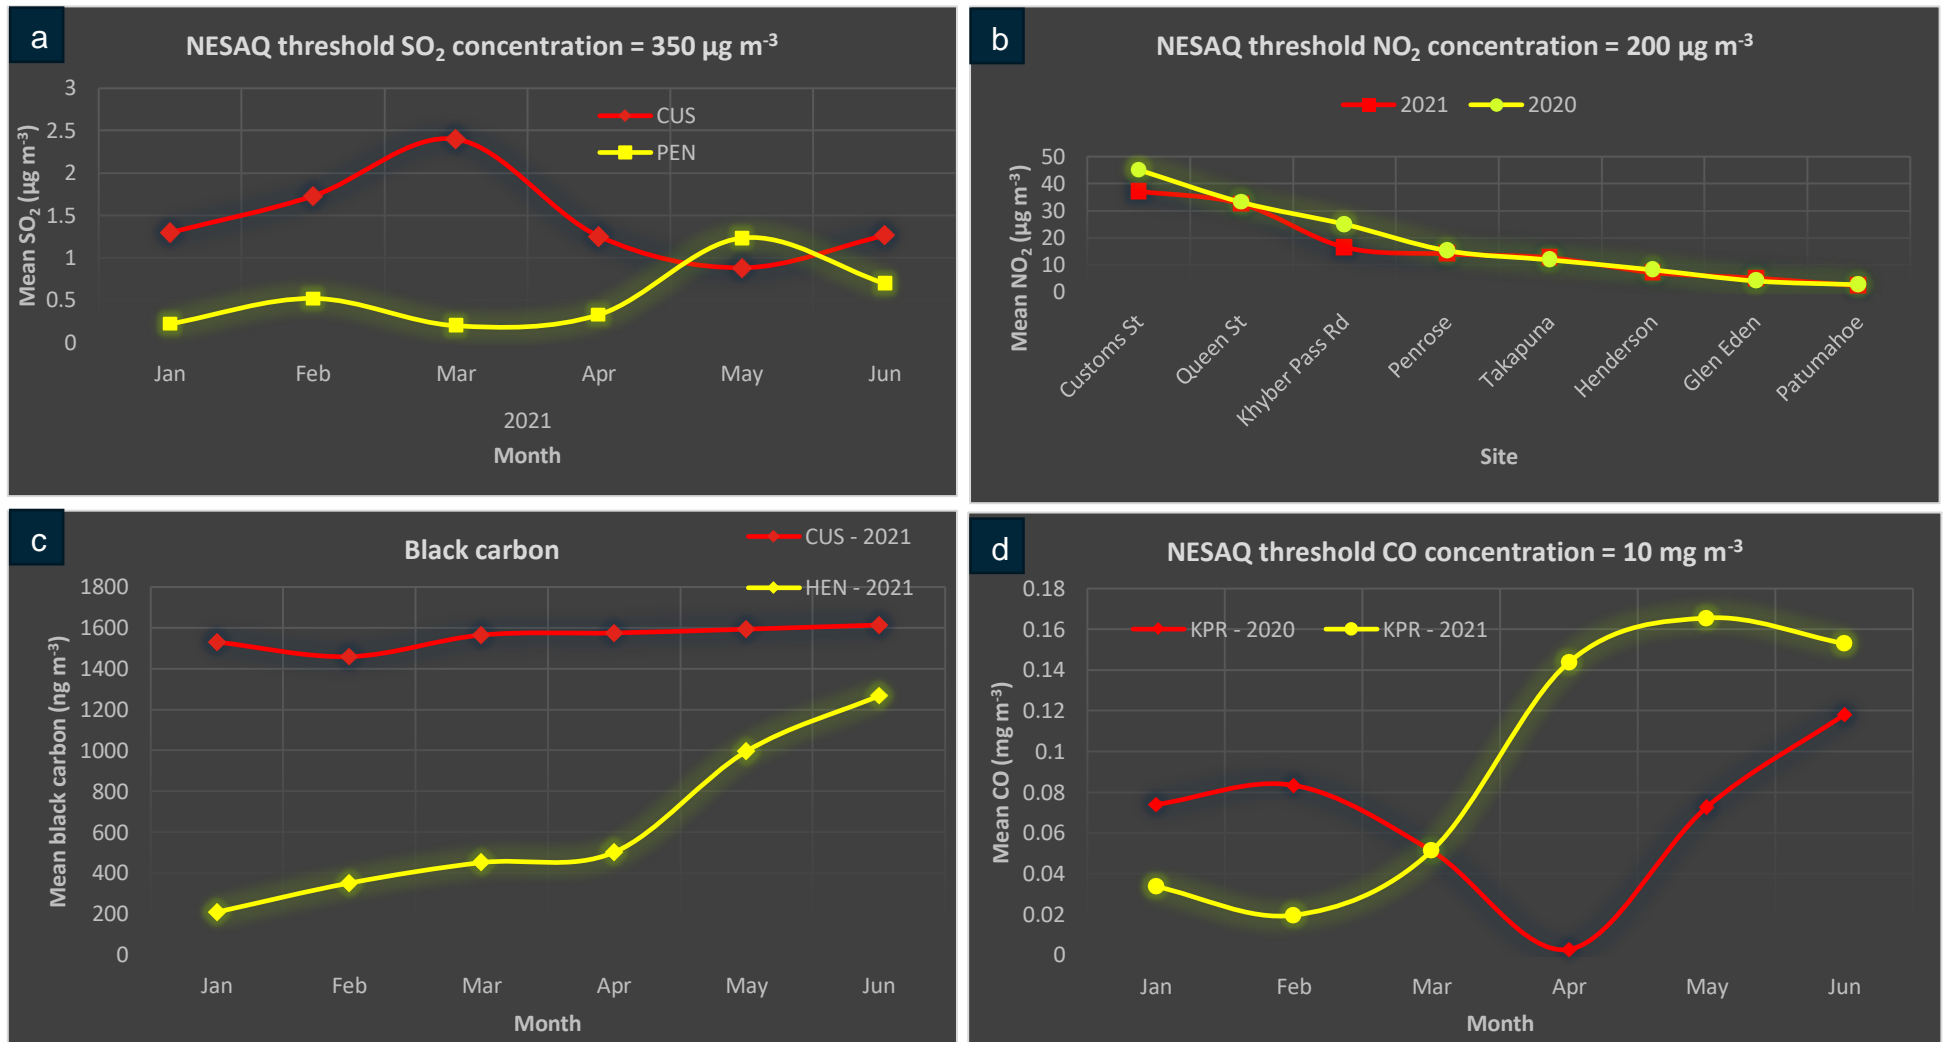 a
NESAQ threshold SO2 concentration = 350 µg m-3
Mean SO2 (µg m-3)
3
2.5
2
1.5
1
0.5
0
CUS
PEN
Jan Feb Mar Apr May Jun
2021
Month
b
NESAQ threshold NO2 concentration = 200 µg m-3
2021 2020
Mean NO2 (µg m-3)
50
40
30
20
10
0
Customs St
Queen St
Khyber Pass Rd
Penrose
Takapuna
Henderson
Glen Eden
Patumahoe
Site
c
Black carbon
CUS - 2021
HEN - 2021
Mean black carbon (ng m-3)
1800
1600
1400
1200
1000
800
600
400
200
0
Jan Feb Mar Apr May Jun
Month
d
NESAQ threshold CO concentration = 10 mg m-3
KPR - 2020 KPR - 2021
Mean CO (mg m-3)
0.18
0.16
0.14
0.12
0.1
0.08
0.06
0.04
0.02
0
Jan Feb Mar Apr May Jun
Month